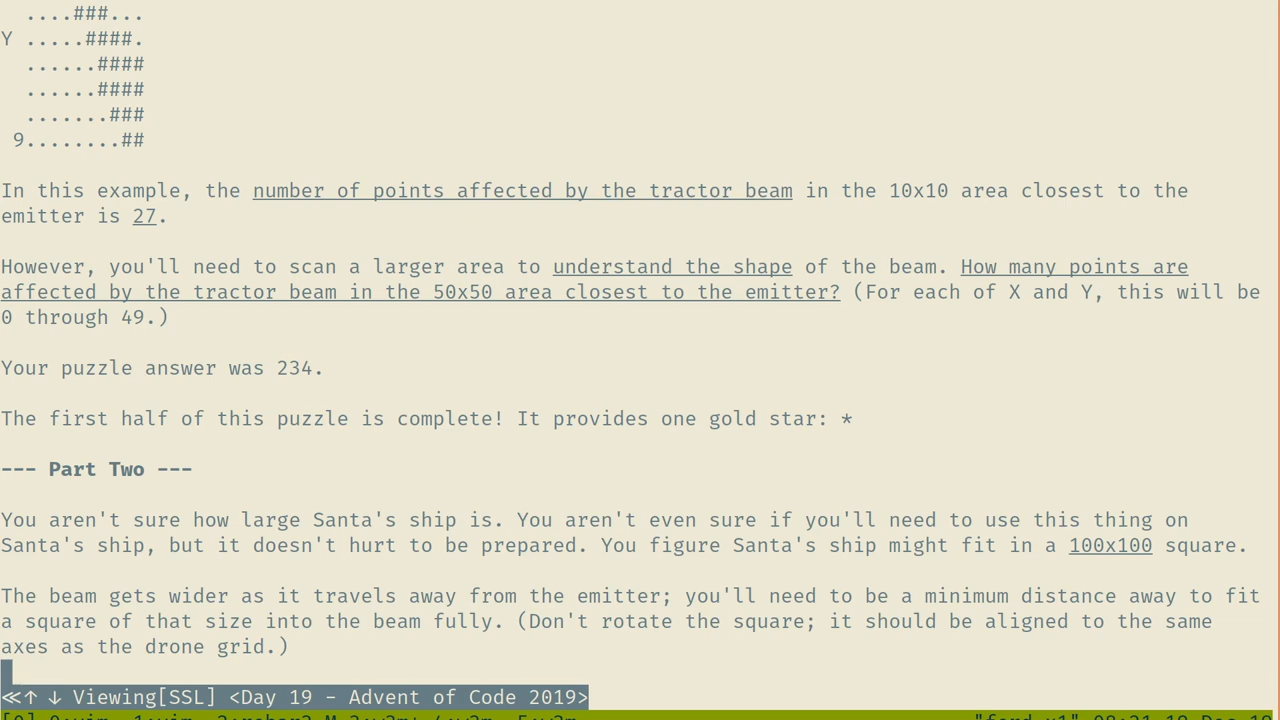 ....###...
Y .....####.
......####
......####
.......###
9........##
In this example, the number of points affected by the tractor beam in the 10x10 area closest to the
emitter is 27.
However, you'll need to scan a larger area to understand the shape of the beam. How many points are
affected by the tractor beam in the 50x50 area closest to the emitter? (For each of X and Y, this will be
0 through 49.)
Your puzzle answer was 234.
The first half of this puzzle is complete! It provides one gold star: *
--- Part Two ---
You aren't sure how large Santa's ship is. You aren't even sure if you'll need to use this thing on
Santa's ship, but it doesn't hurt to be prepared. You figure Santa's ship might fit in a 100x100 square.
The beam gets wider as it travels away from the emitter; you'll need to be a minimum distance away to fit
a square of that size into the beam fully. (Don't rotate the square; it should be aligned to the same
axes as the drone grid.)
≪↑ ↓ Viewing[SSL] <Day 19 - Advent of Code 2019>